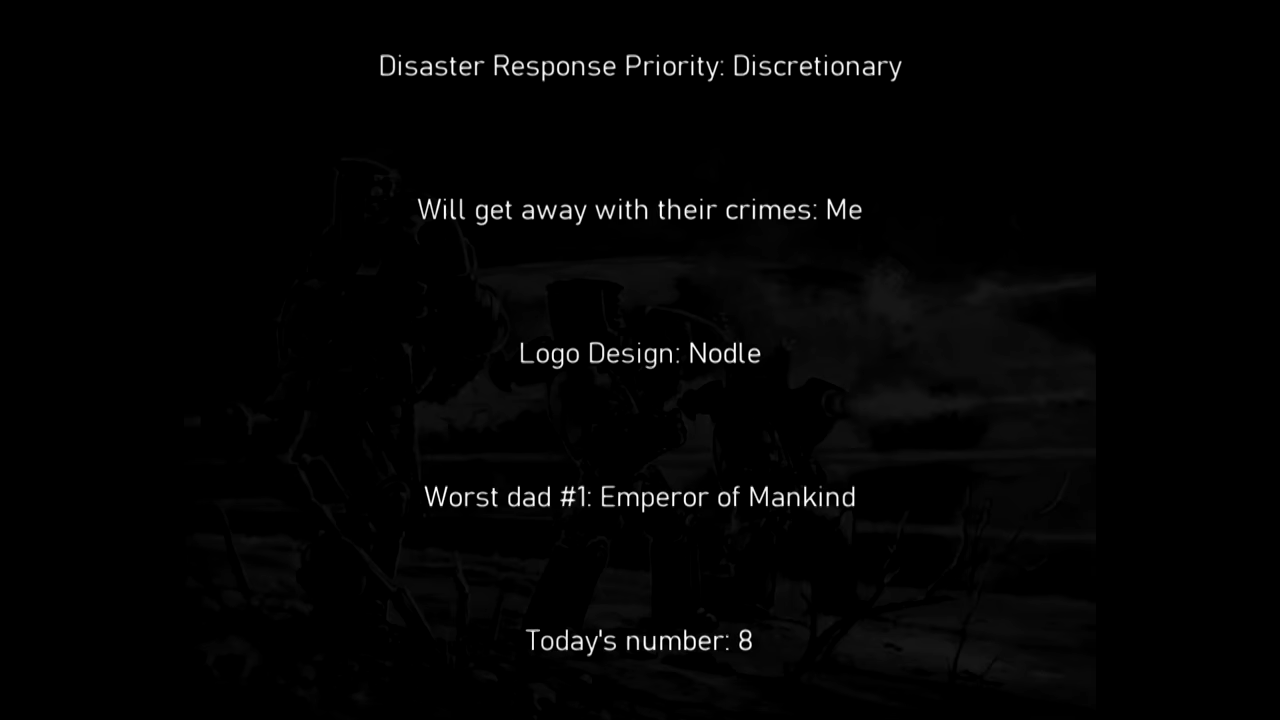 Disaster Response Priority: Discretionary
Will get away with their crimes: Me
Logo Design: Nodle
Worst dad #1: Emperor of Mankind
Today's number: 8